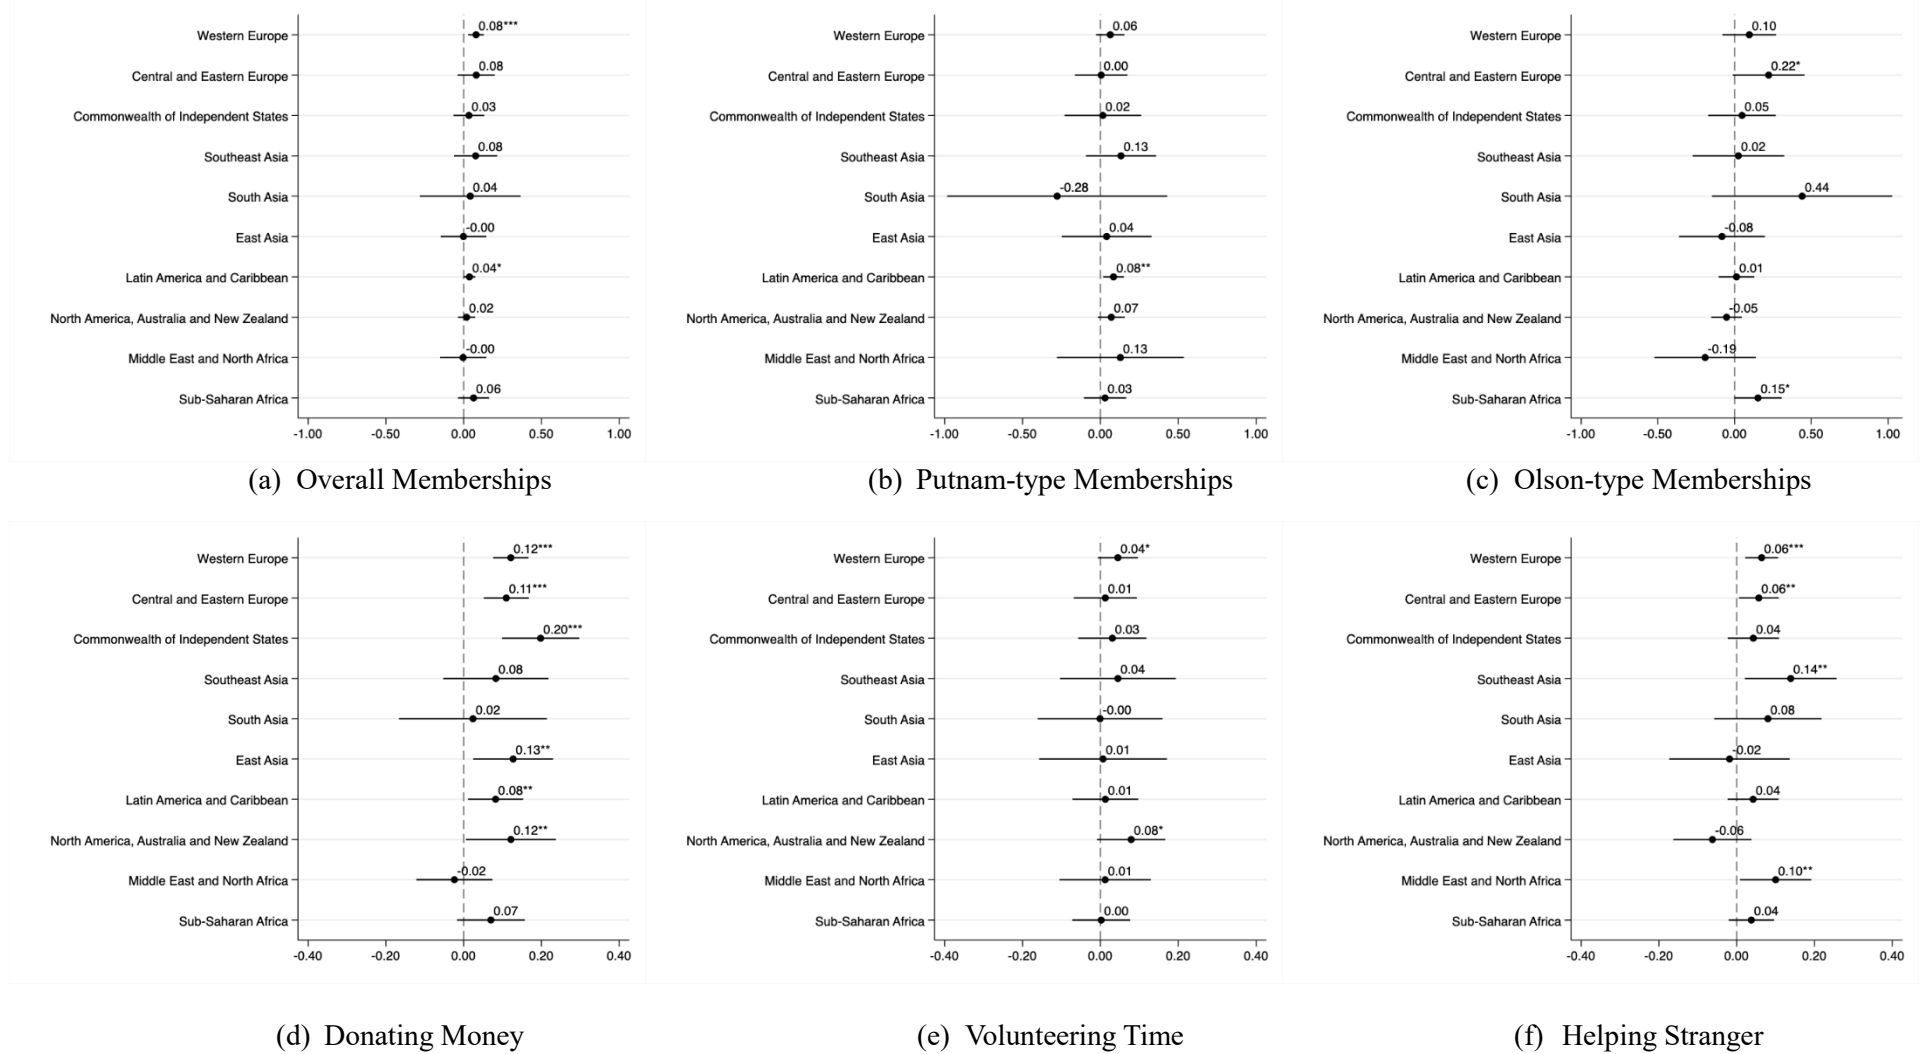 Western Europe 0.08***
Central and Eastern Europe 0.08
Commonwealth of Independent States 0.03
Southeast Asia 0.08
South Asia 0.04
East Asia -0.00
Latin America and Caribbean 0.04*
North America, Australia and New Zealand 0.02
Middle East and North Africa -0.00
Sub-Saharan Africa 0.06
-1.00 -0.50 0.00 0.50 1.00
(a) Overall Memberships
Western Europe 0.06
Central and Eastern Europe 0.00
Commonwealth of Independent States 0.02
Southeast Asia 0.13
South Asia -0.28
East Asia 0.04
Latin America and Caribbean 0.08**
North America, Australia and New Zealand 0.07
Middle East and North Africa 0.13
Sub-Saharan Africa 0.03
-1.00 -0.50 0.00 0.50 1.00
(b) Putnam-type Memberships
Western Europe 0.10
Central and Eastern Europe 0.22*
Commonwealth of Independent States 0.05
Southeast Asia 0.02
South Asia 0.44
East Asia -0.08
Latin America and Caribbean 0.01
North America, Australia and New Zealand -0.05
Middle East and North Africa -0.19
Sub-Saharan Africa 0.15*
-1.00 -0.50 0.00 0.50 1.00
(c) Olson-type Memberships
Western Europe 0.12***
Central and Eastern Europe 0.11***
Commonwealth of Independent States 0.20***
Southeast Asia 0.08
South Asia 0.02
East Asia 0.13**
Latin America and Caribbean 0.08**
North America, Australia and New Zealand 0.12**
Middle East and North Africa -0.02
Sub-Saharan Africa 0.07
-0.40 -0.20 0.00 0.20 0.40
(d) Donating Money
Western Europe 0.04*
Central and Eastern Europe 0.01
Commonwealth of Independent States 0.03
Southeast Asia 0.04
South Asia -0.00
East Asia 0.01
Latin America and Caribbean 0.01
North America, Australia and New Zealand 0.08*
Middle East and North Africa 0.01
Sub-Saharan Africa 0.00
-0.40 -0.20 0.00 0.20 0.40
(e) Volunteering Time
Western Europe 0.06***
Central and Eastern Europe 0.06**
Commonwealth of Independent States 0.04
Southeast Asia 0.14**
South Asia 0.08
East Asia -0.02
Latin America and Caribbean 0.04
North America, Australia and New Zealand -0.06
Middle East and North Africa 0.10**
Sub-Saharan Africa 0.04
-0.40 -0.20 0.00 0.20 0.40
(f) Helping Stranger